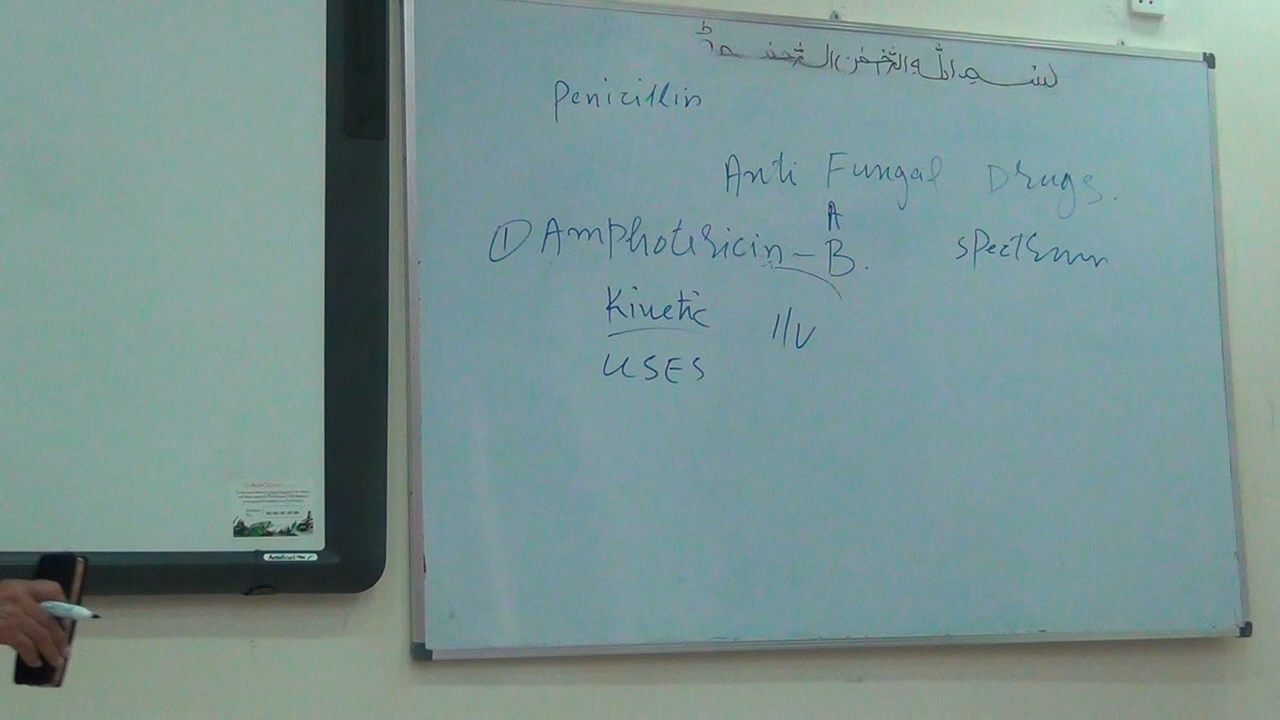 بسم الله الرحمن الرحيم ط
Penicillin
Anti Fungal Drugs.
A
① Amphotericin - B. spectrum
Kinetic I/V
USES